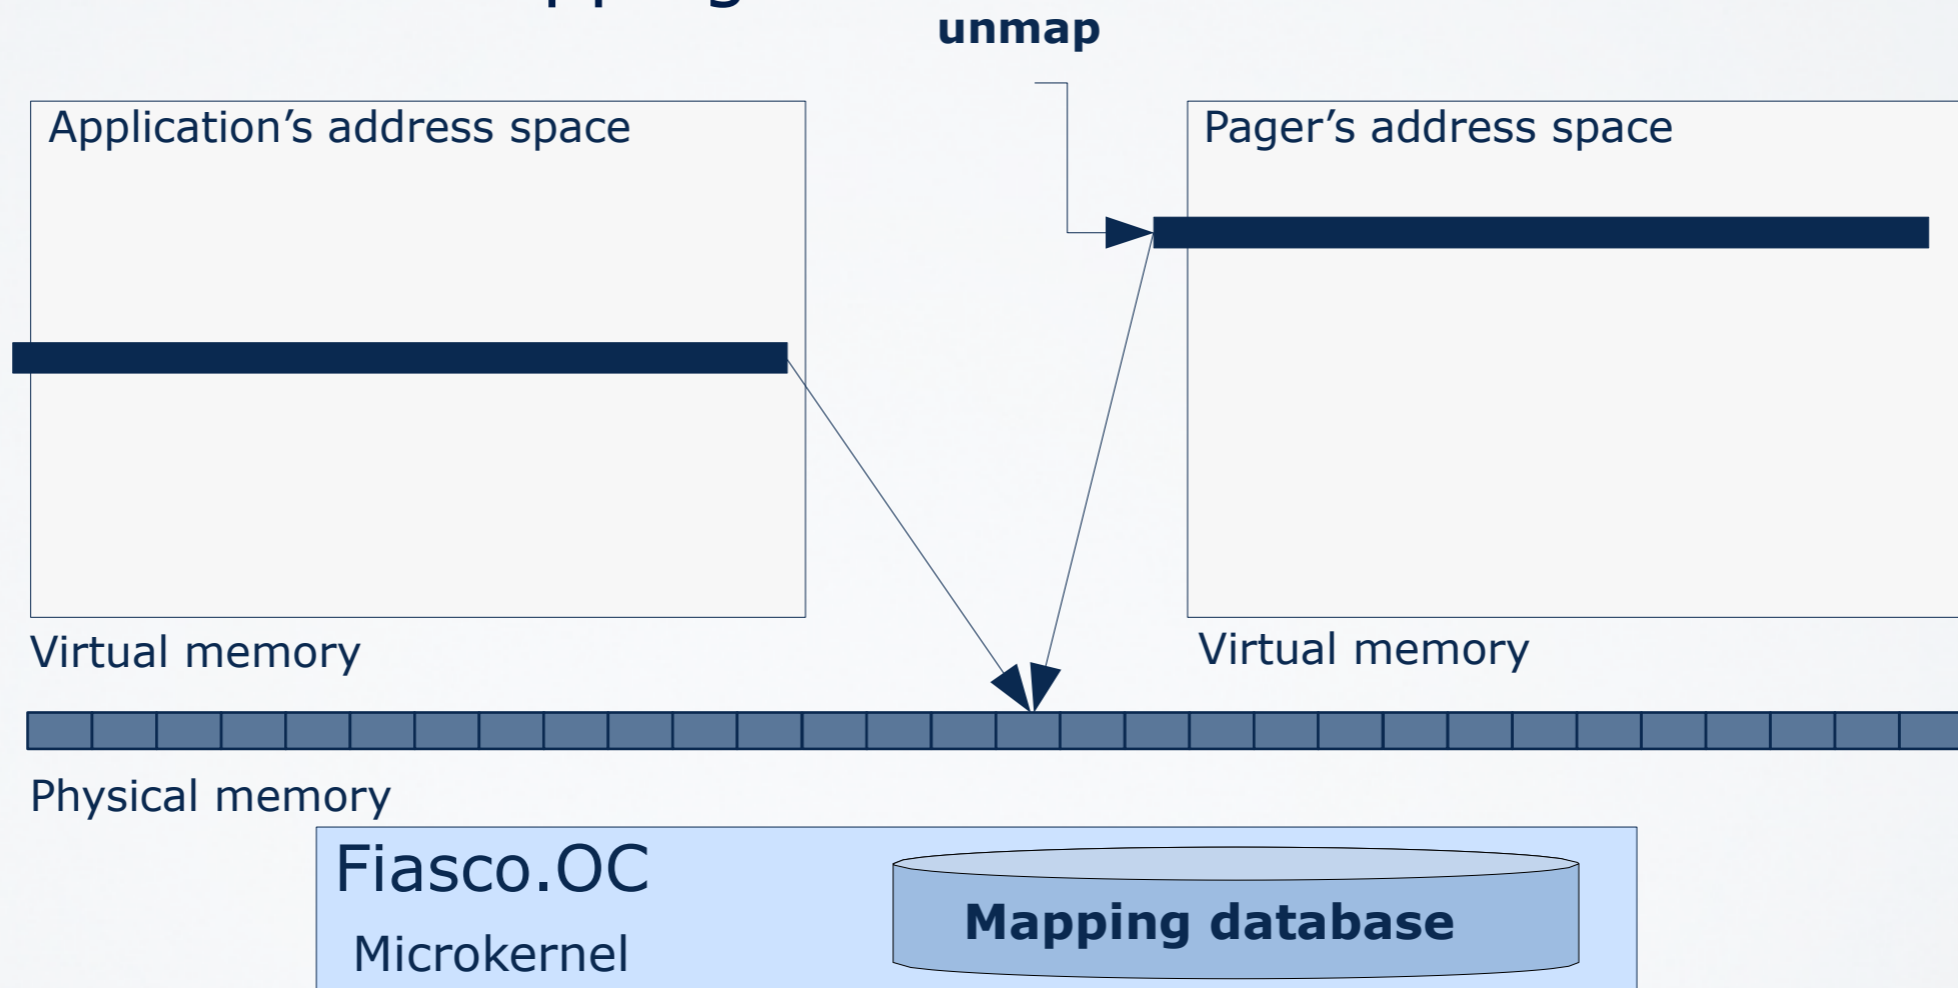 unmap
Application’s address space
Pager’s address space
Virtual memory
Virtual memory
Physical memory
Fiasco.OC
Mapping database
Microkernel